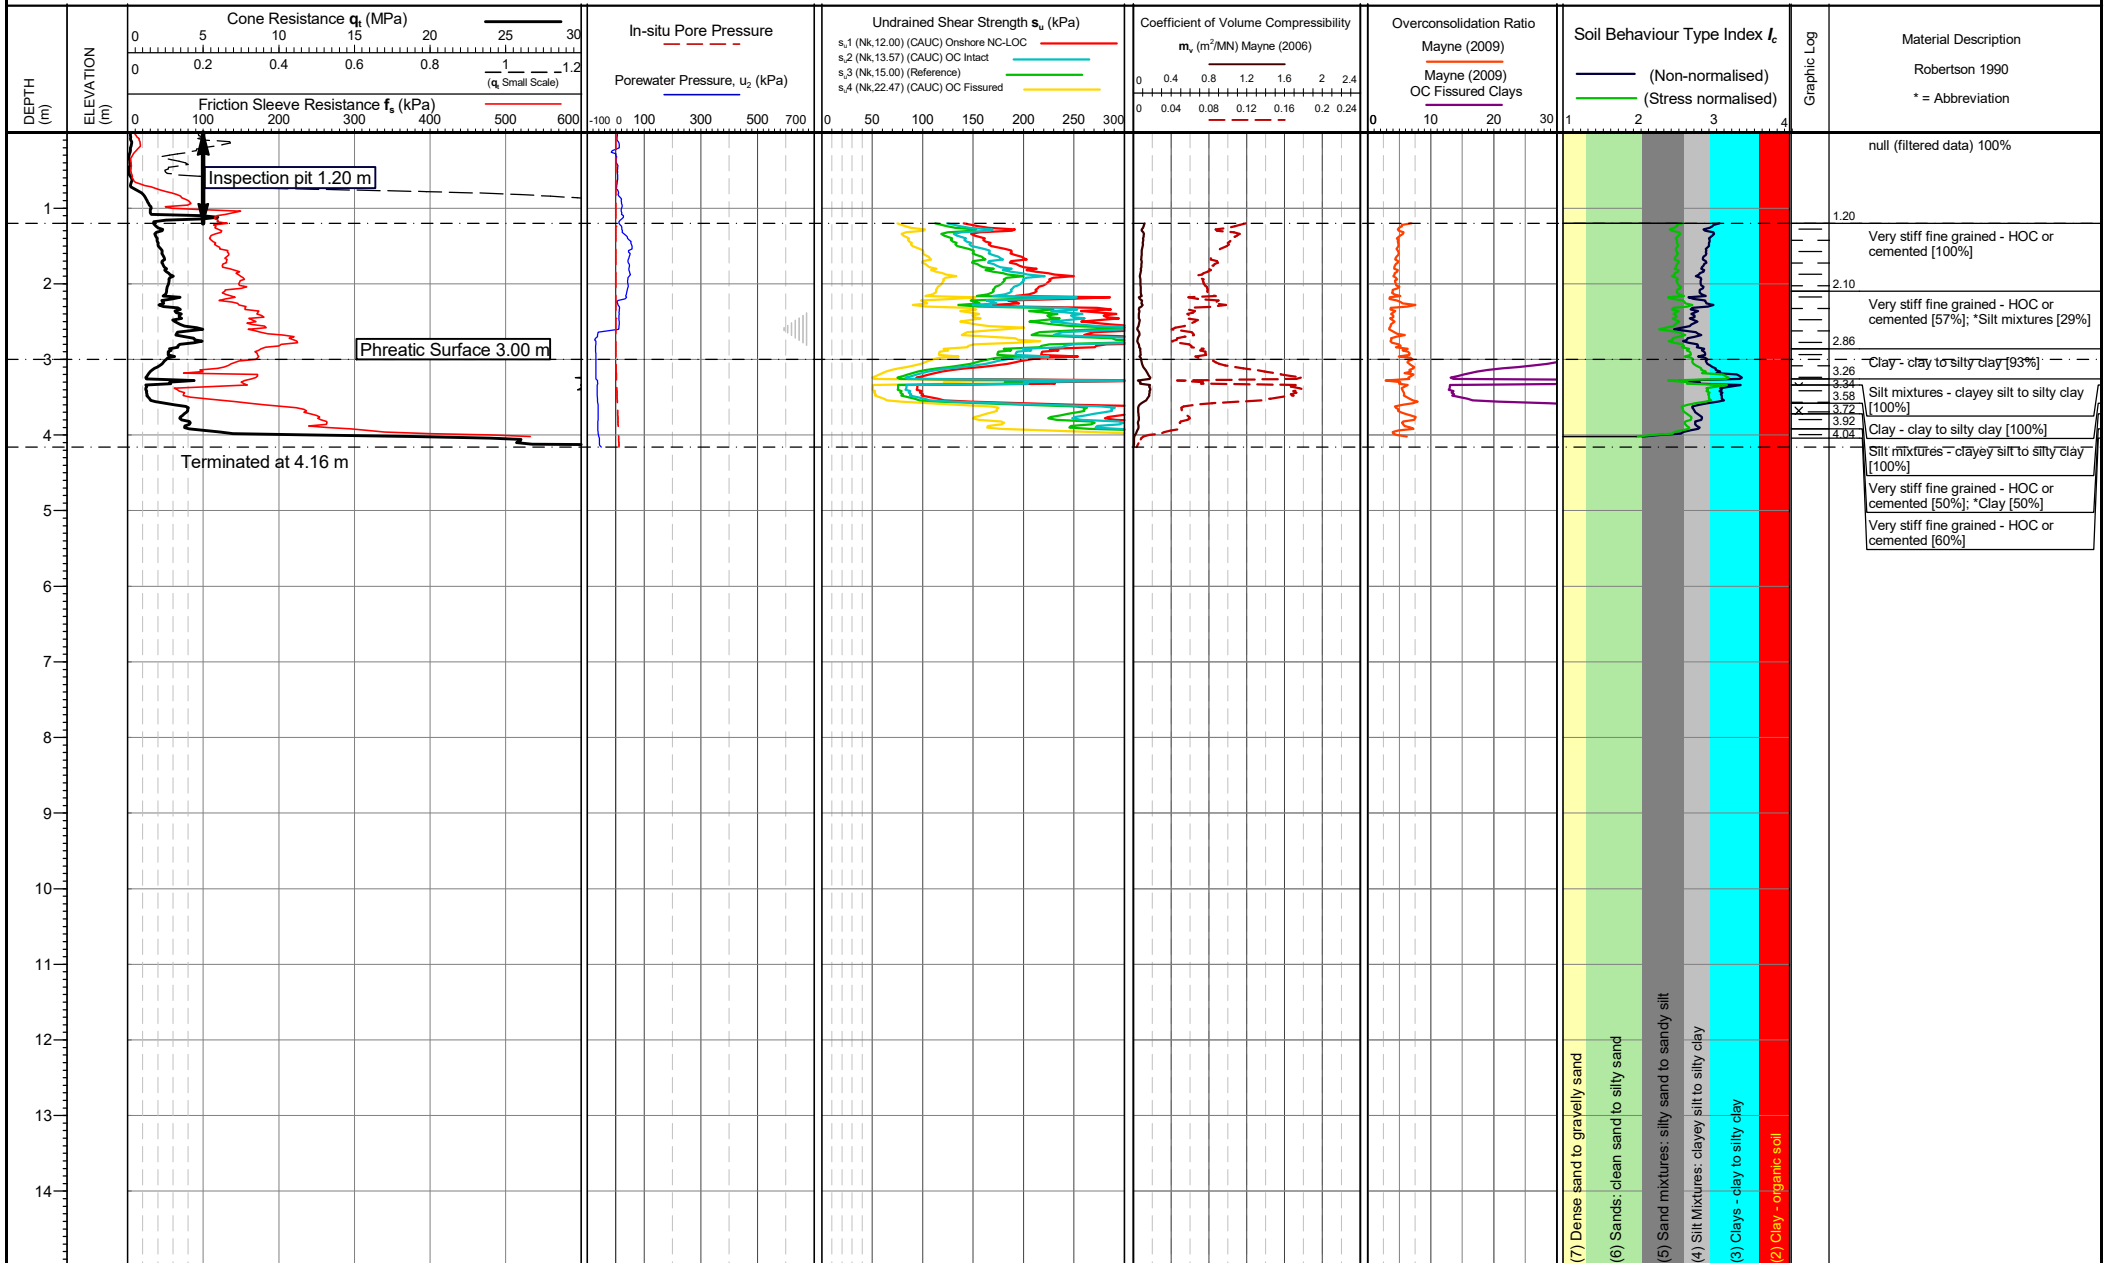 DEPTH
(m)
ELEVATION
(m)
Cone Resistance qt (MPa)
0 5 10 15 20 25 30
0 0.2 0.4 0.6 0.8 1 1.2
(qt Small Scale)
Friction Sleeve Resistance fs (kPa)
0 100 200 300 400 500 600
In-situ Pore Pressure
Porewater Pressure, u2 (kPa)
-100 0 100 300 500 700
Undrained Shear Strength su (kPa)
su1 (Nk,12.00) (CAUC) Onshore NC-LOC
su2 (Nk,13.57) (CAUC) OC Intact
su3 (Nk,15.00) (Reference)
su4 (Nk,22.47) (CAUC) OC Fissured
0 50 100 150 200 250 300
Coefficient of Volume Compressibility
mv (m2/MN) Mayne (2006)
0 0.4 0.8 1.2 1.6 2 2.4
0 0.04 0.08 0.12 0.16 0.2 0.24
Overconsolidation Ratio
Mayne (2009)
Mayne (2009)
OC Fissured Clays
0 10 20 30
Soil Behaviour Type Index Ic
(Non-normalised)
(Stress normalised)
1 2 3 4
Graphic Log
Material Description
Robertson 1990
* = Abbreviation
null (filtered data) 100%
Inspection pit 1.20 m
1
1.20
Very stiff fine grained - HOC or
cemented [100%]
2
2.10
Very stiff fine grained - HOC or
cemented [57%]; *Silt mixtures [29%]
2.86
Phreatic Surface 3.00 m
3
Clay - clay to silty clay [93%]
3.26
3.34
3.58
3.72
3.92
4.04
Silt mixtures - clayey silt to silty clay
[100%]
Clay - clay to silty clay [100%]
4
Silt mixtures - clayey silt to silty clay
[100%]
Terminated at 4.16 m
Very stiff fine grained - HOC or
cemented [50%]; *Clay [50%]
5
Very stiff fine grained - HOC or
cemented [60%]
6
7
8
9
10
11
12
13
14
(7) Dense sand to gravelly sand
(6) Sands: clean sand to silty sand
(5) Sand mixtures: silty sand to sandy silt
(4) Silt Mixtures: clayey silt to silty clay
(3) Clays - clay to silty clay
(2) Clay - organic soil